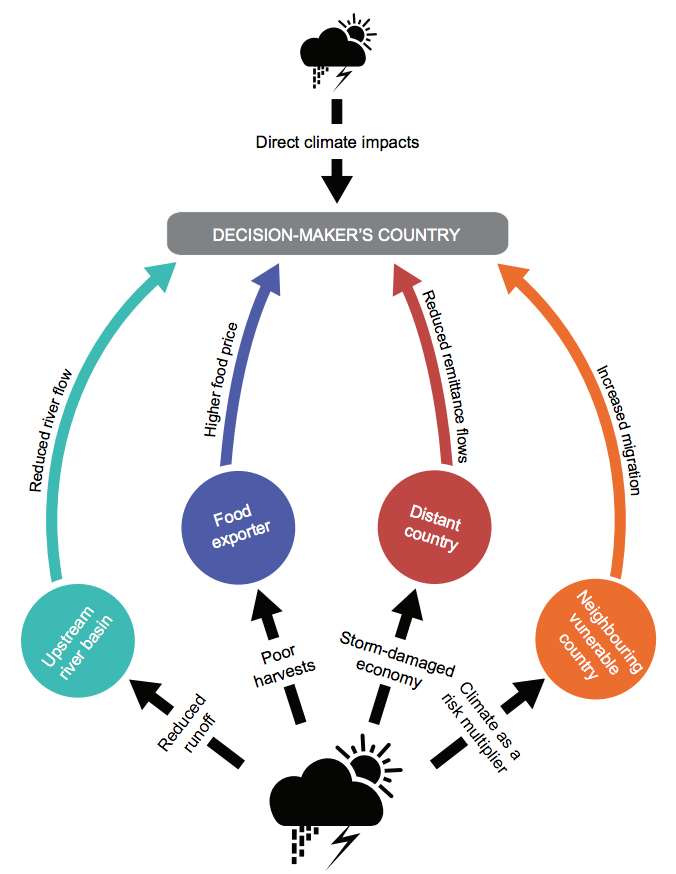 Direct climate impacts
DECISION-MAKER'S COUNTRY
Reduced river flow
Higher food price
Reduced remittance flows
Increased migration
Food
exporter
Distant
country
Upstream
river basin
Neighbouring
vunerable
country
Poor
harvests
Storm-damaged
economy
Reduced
runoff
Climate as a
risk multiplier